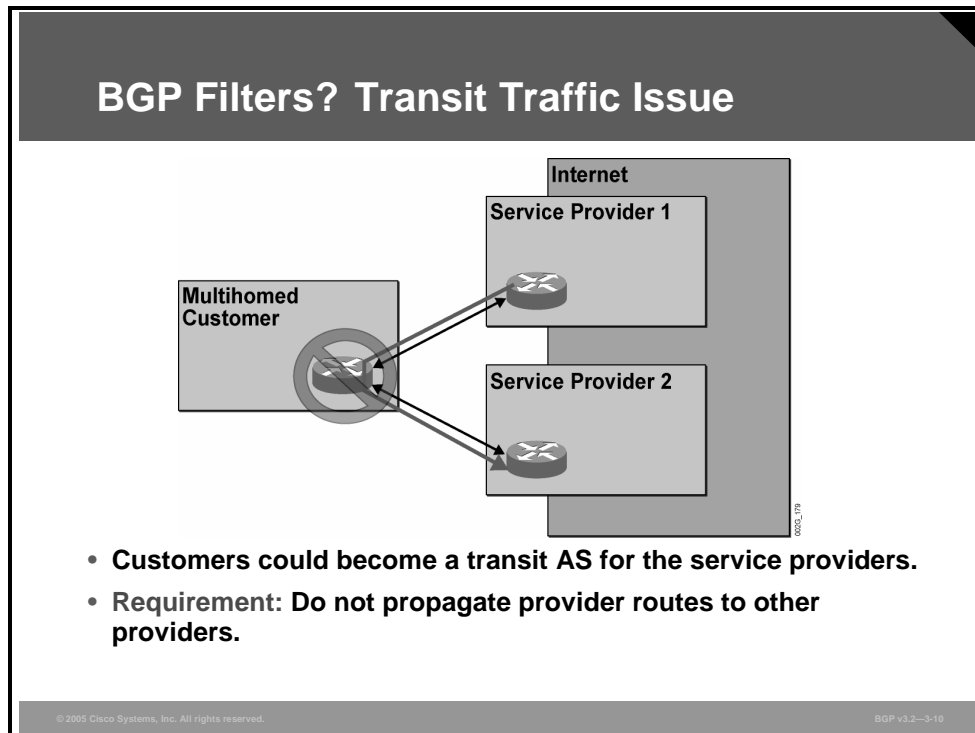 BGP Filters? Transit Traffic Issue
Internet
Service Provider 1
Multihomed
Customer
Service Provider 2
002G_179
• Customers could become a transit AS for the service providers.
• Requirement: Do not propagate provider routes to other
providers.
© 2005 Cisco Systems, Inc. All rights reserved.
BGP v3.2—3-10